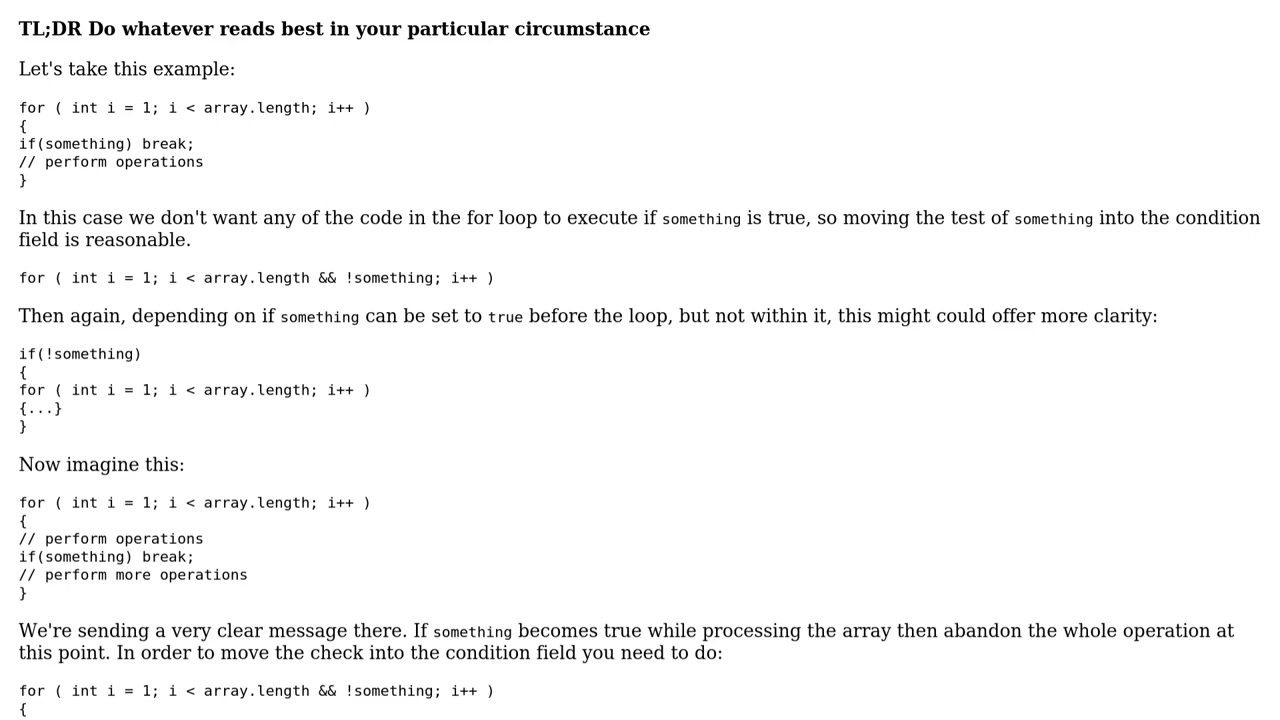 TL;DR Do whatever reads best in your particular circumstance
Let's take this example:
for ( int i = 1; i < array.length; i++ )
{
if(something) break;
// perform operations
}
In this case we don't want any of the code in the for loop to execute if something is true, so moving the test of something into the condition
field is reasonable.
for ( int i = 1; i < array.length && !something; i++ )
Then again, depending on if something can be set to true before the loop, but not within it, this might could offer more clarity:
if(!something)
{
for ( int i = 1; i < array.length; i++ )
{...}
}
Now imagine this:
for ( int i = 1; i < array.length; i++ )
{
// perform operations
if(something) break;
// perform more operations
}
We're sending a very clear message there. If something becomes true while processing the array then abandon the whole operation at
this point. In order to move the check into the condition field you need to do:
for ( int i = 1; i < array.length && !something; i++ )
{